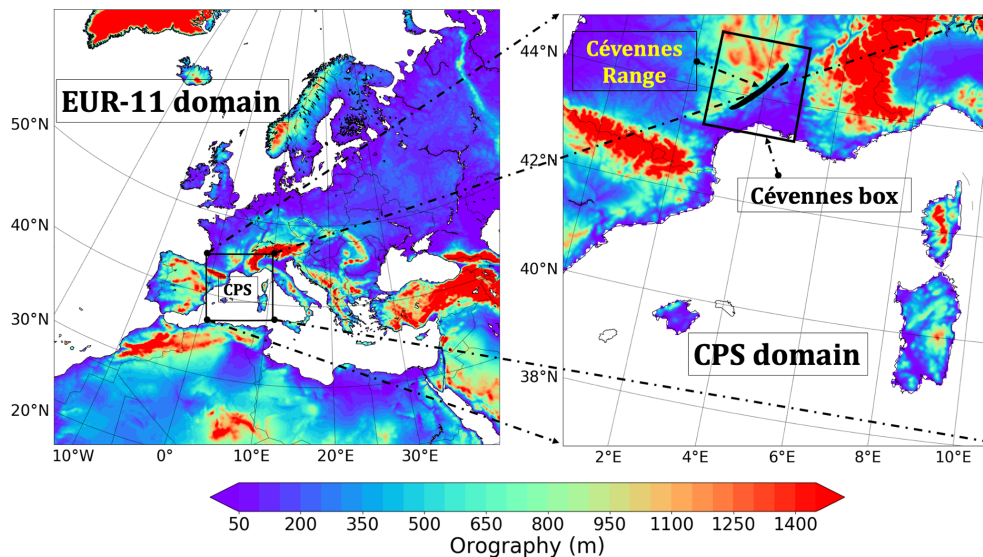 EUR-11 domain
CPS
50°N
40°N
30°N
20°N
10°W
0°
10°E
20°E
30°E
Cévennes
Range
Cévennes box
CPS domain
44°N
42°N
40°N
38°N
2°E
4°E
6°E
8°E
10°E
50
200
350
500
650
800
950
1100
1250
1400
Orography (m)